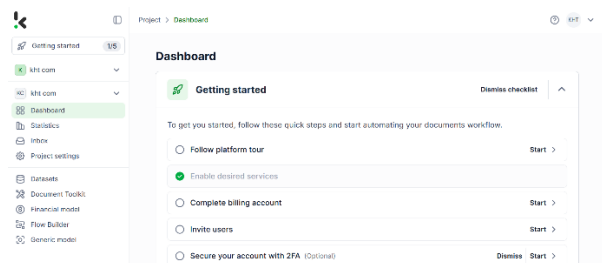 Project > Dashboard
KHT
Getting started 1/5
K kht com
KC kht com
Dashboard
Statistics
Inbox
Project settings
Datasets
Document Toolkit
Financial model
Flow Builder
Generic model
Dashboard
Getting started
Dismiss checklist
To get you started, follow these quick steps and start automating your documents workflow.
Follow platform tour Start >
Enable desired services
Complete billing account Start >
Invite users Start >
Secure your account with 2FA (Optional) Dismiss Start >